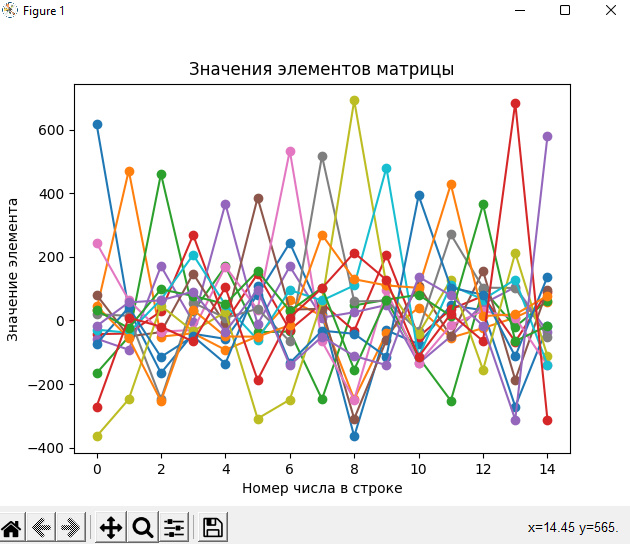 Figure 1
Значения элементов матрицы
Значение элемента
600
400
200
0
−200
−400
0 2 4 6 8 10 12 14
Номер числа в строке
x=14.45 y=565.